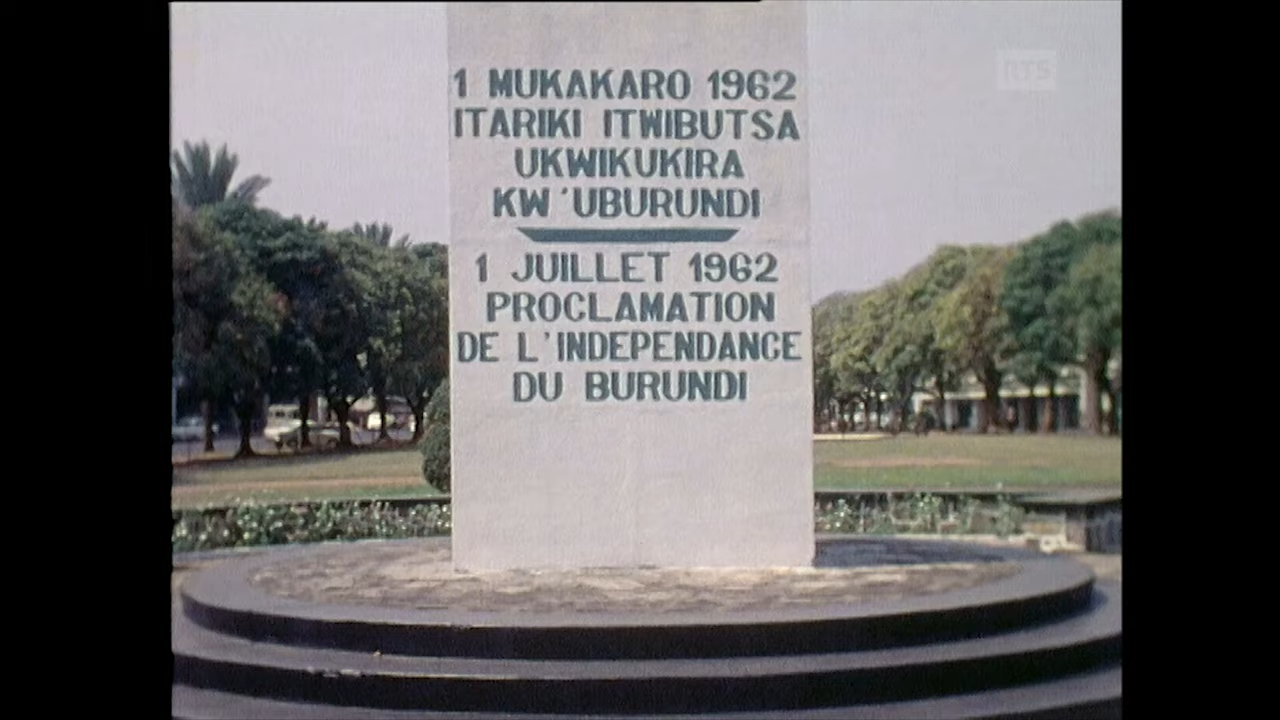 1 MUKAKARO 1962
ITARIKI ITWIBUTSA
UKWIKUKIRA
KW 'UBURUNDI
1 JUILLET 1962
PROCLAMATION
DE L'INDEPENDANCE
DU BURUNDI
RTS